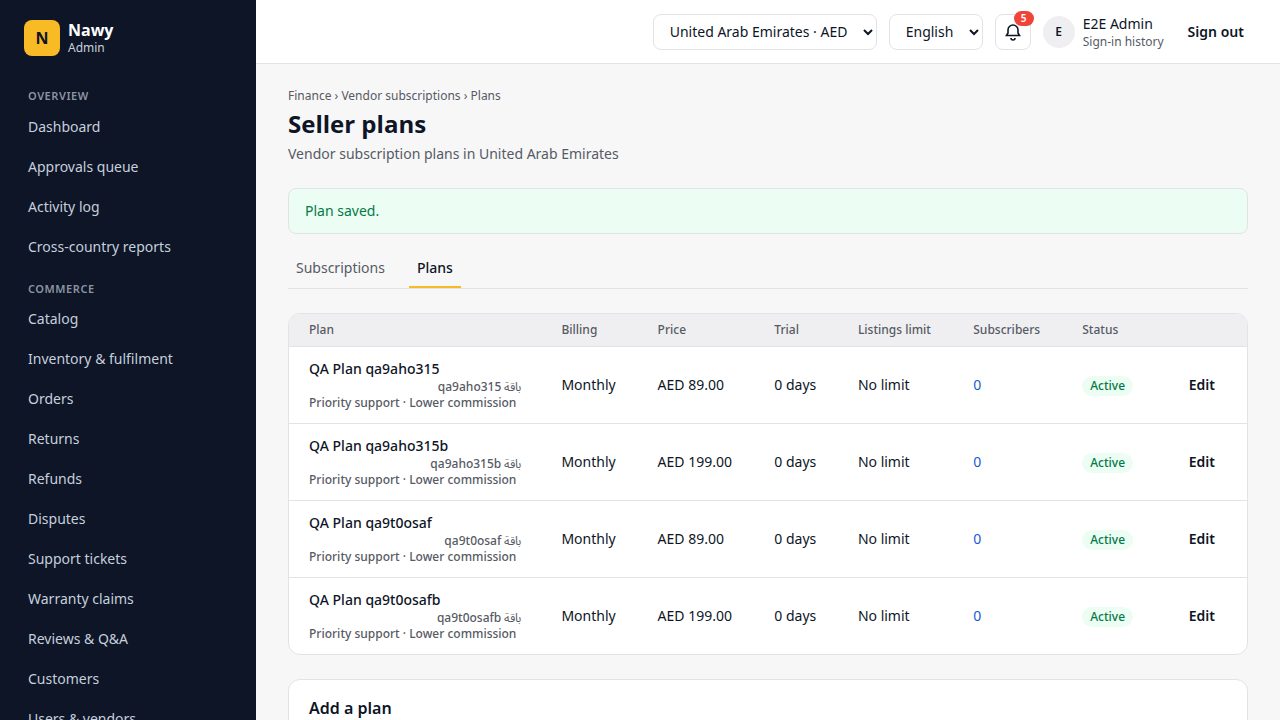 N
Nawy
Admin
OVERVIEW
Dashboard
Approvals queue
Activity log
Cross-country reports
COMMERCE
Catalog
Inventory & fulfilment
Orders
Returns
Refunds
Disputes
Support tickets
Warranty claims
Reviews & Q&A
Customers
Users & vendors
United Arab Emirates · AED
English
5
E
E2E Admin
Sign-in history
Sign out
Finance › Vendor subscriptions › Plans
Seller plans
Vendor subscription plans in United Arab Emirates
Plan saved.
Subscriptions Plans
Plan Billing Price Trial Listings limit Subscribers Status
QA Plan qa9aho315
باقة qa9aho315
Priority support · Lower commission
Monthly AED 89.00 0 days No limit 0 Active Edit
QA Plan qa9aho315b
باقة qa9aho315b
Priority support · Lower commission
Monthly AED 199.00 0 days No limit 0 Active Edit
QA Plan qa9t0osaf
باقة qa9t0osaf
Priority support · Lower commission
Monthly AED 89.00 0 days No limit 0 Active Edit
QA Plan qa9t0osafb
باقة qa9t0osafb
Priority support · Lower commission
Monthly AED 199.00 0 days No limit 0 Active Edit
Add a plan